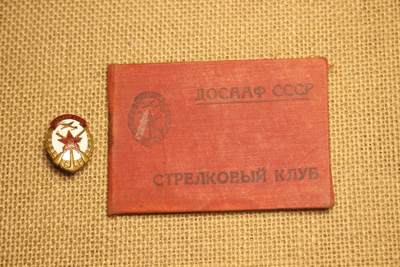 ДОСААФ СССР
СТРЕЛКОВЫЙ КЛУБ